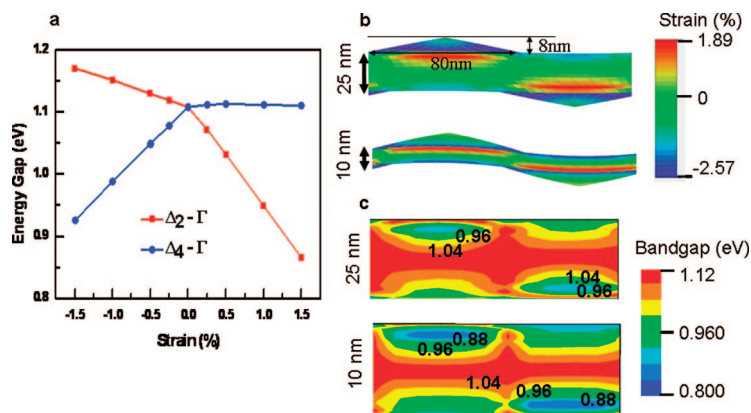 a
1.2
1.1
1.0
0.9
0.8
Energy Gap (eV)
Δ2-Γ
Δ4-Γ
-1.5 -1.0 -0.5 0.0 0.5 1.0 1.5
Strain(%)
b
25 nm
80nm
8nm
10 nm
Strain (%)
1.89
0
-2.57
c
25 nm
0.96
1.04
1.04
0.96
10 nm
0.88
0.96
1.04
0.96
0.88
Bandgap (eV)
1.12
0.960
0.800